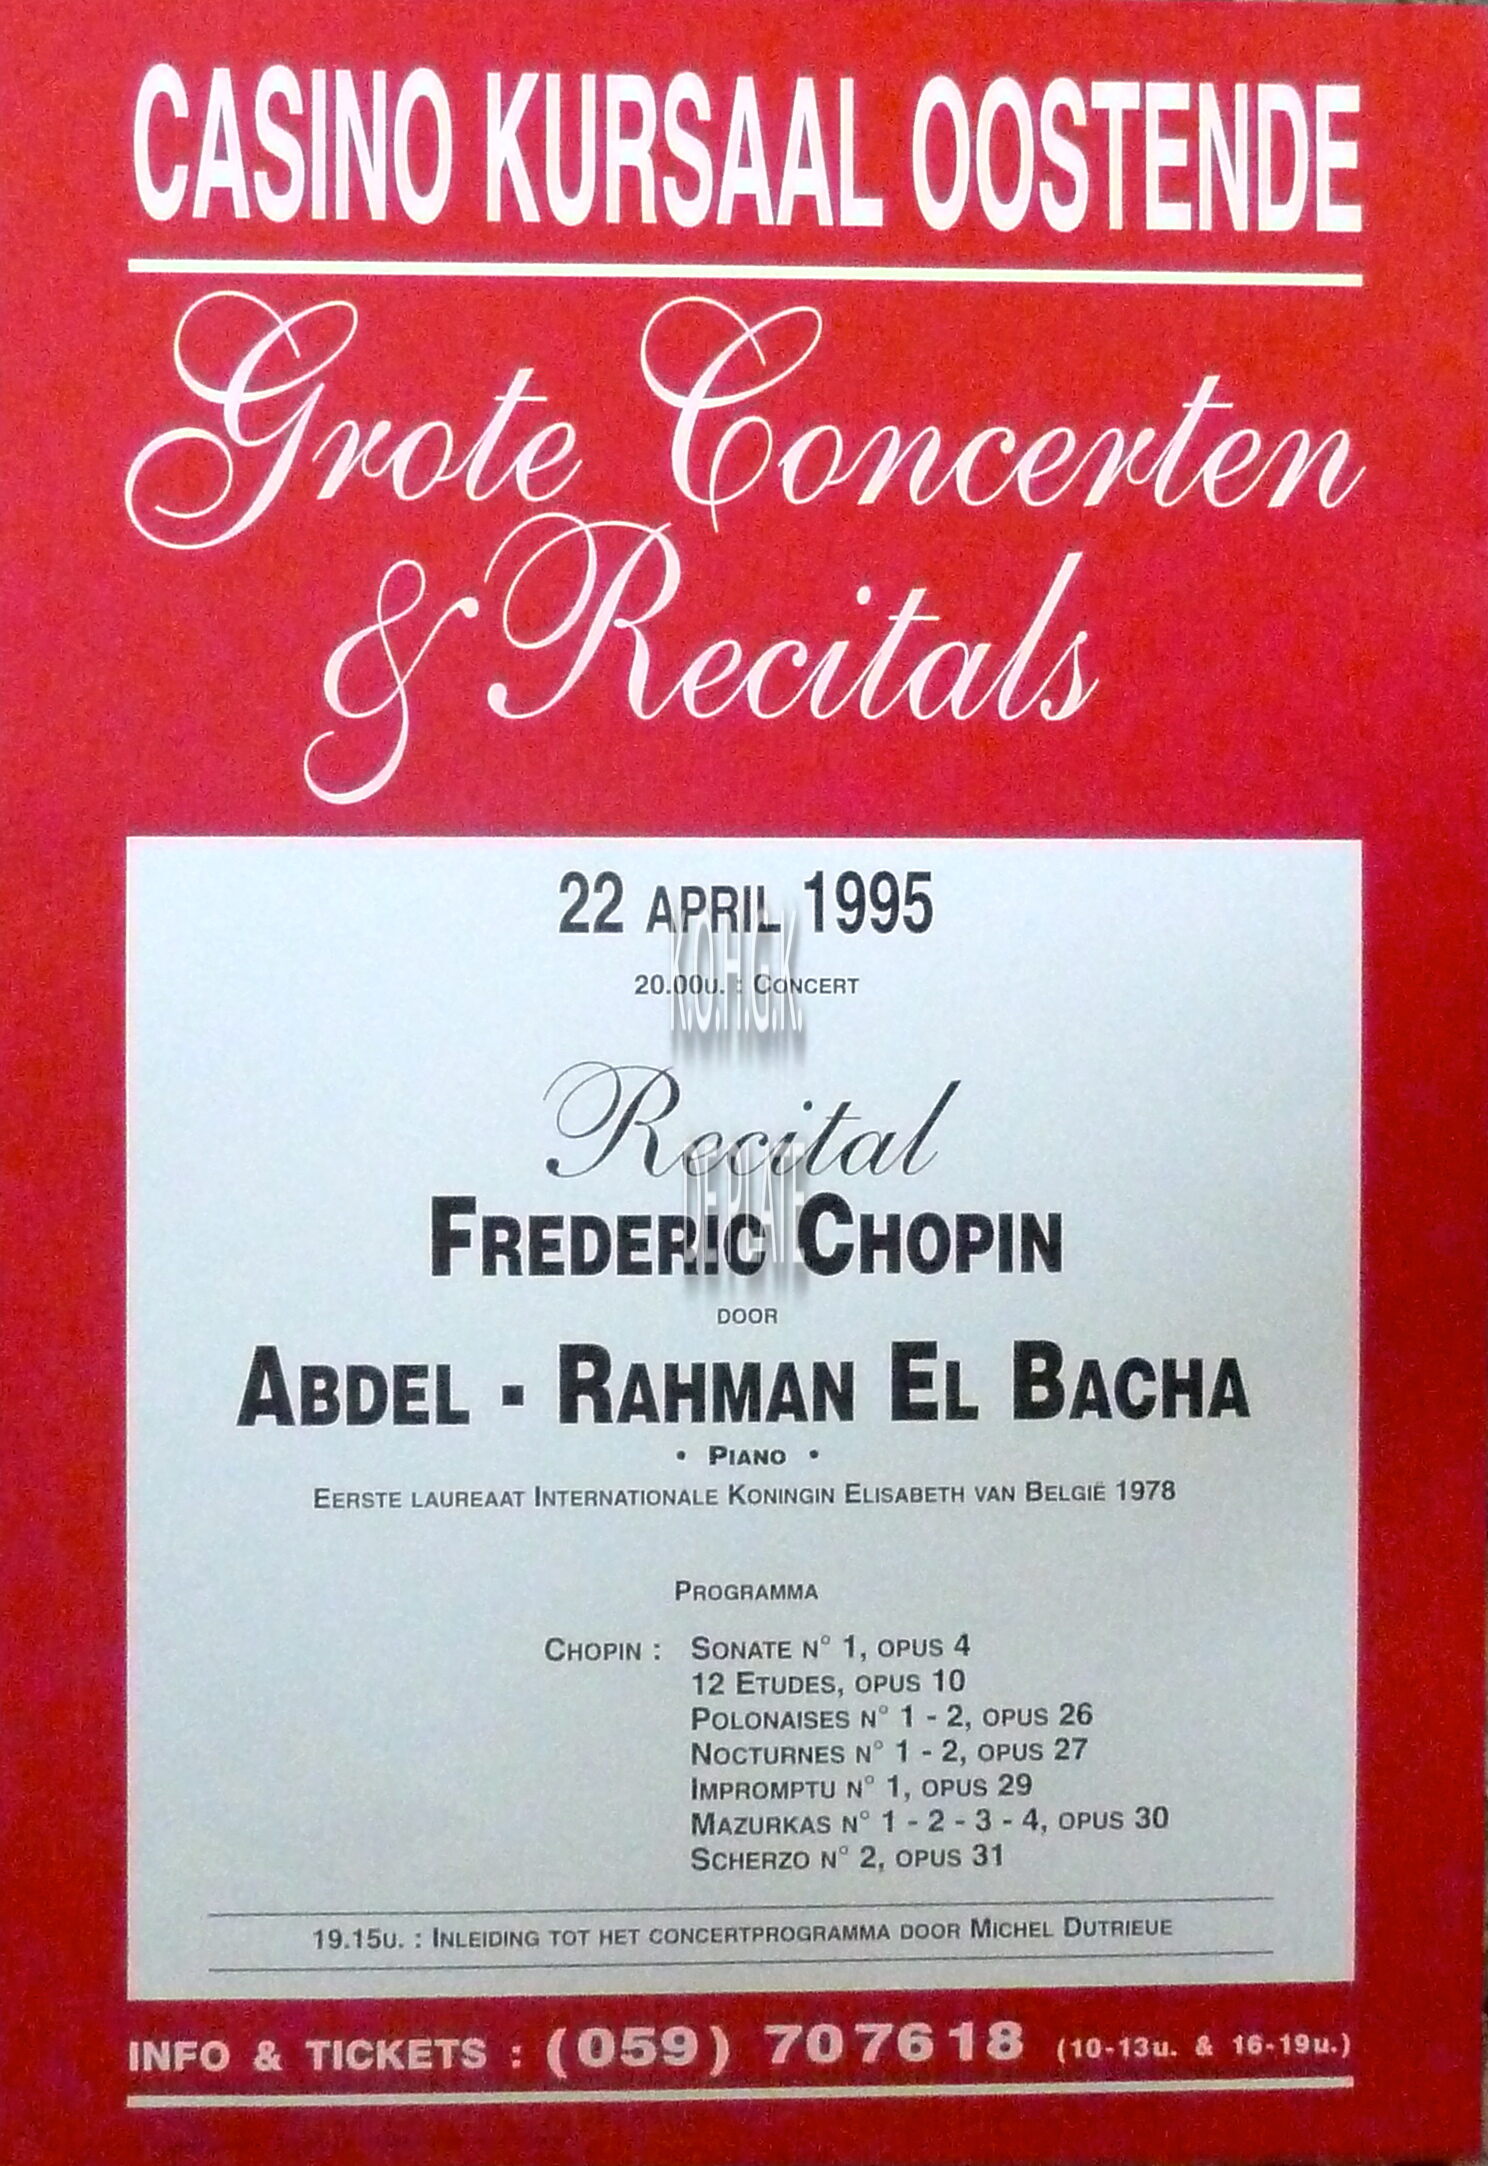 CASINO KURSAAL OOSTENDE
Grote Concerten
& Recitals
22 APRIL 1995
20.00U. : CONCERT
K.O.H.G.K.
Recital
DE PLATE
FREDERIC CHOPIN
DOOR
ABDEL - RAHMAN EL BACHA
• PIANO •
EERSTE LAUREAAT INTERNATIONALE KONINGIN ELISABETH VAN BELGIË 1978
PROGRAMMA
CHOPIN : SONATE N° 1, OPUS 4
12 ETUDES, OPUS 10
POLONAISES N° 1 - 2, OPUS 26
NOCTURNES N° 1 - 2, OPUS 27
IMPROMPTU N° 1, OPUS 29
MAZURKAS N° 1 - 2 - 3 - 4, OPUS 30
SCHERZO N° 2, OPUS 31
19.15U. : INLEIDING TOT HET CONCERTPROGRAMMA DOOR MICHEL DUTRIEUE
INFO & TICKETS : (059) 707618 (10-13u. & 16-19u.)